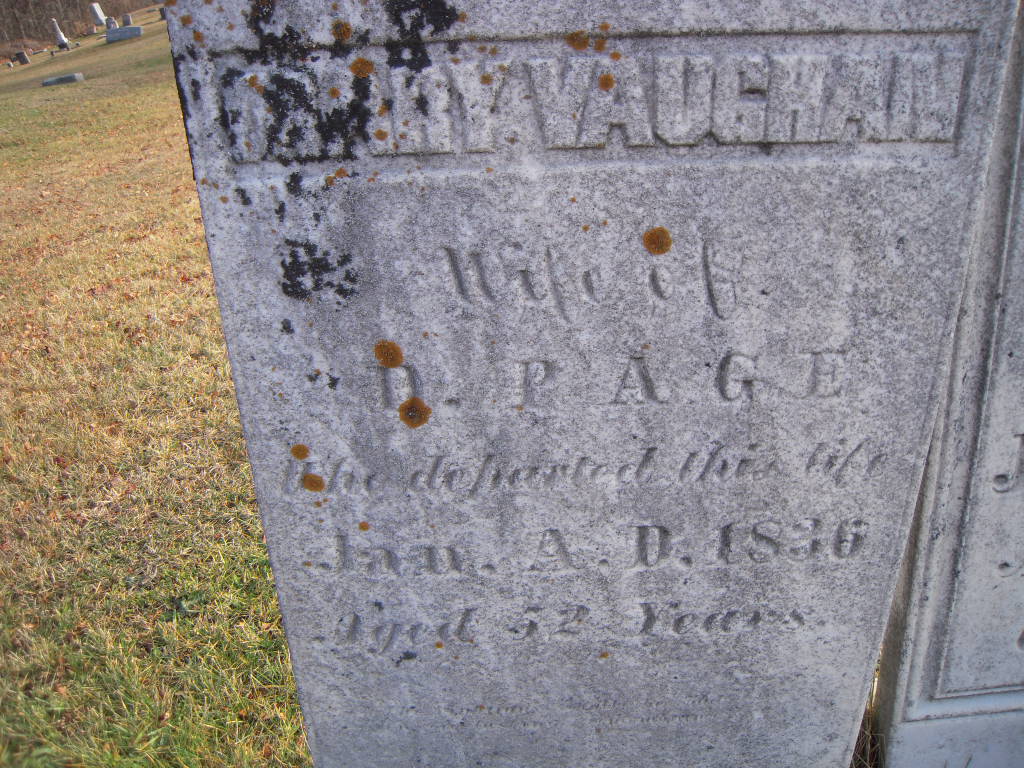 VAUGHAN
Wife of
D. PAGE
Who departed this life
Jan. A. D. 1836
Aged 52 Years.